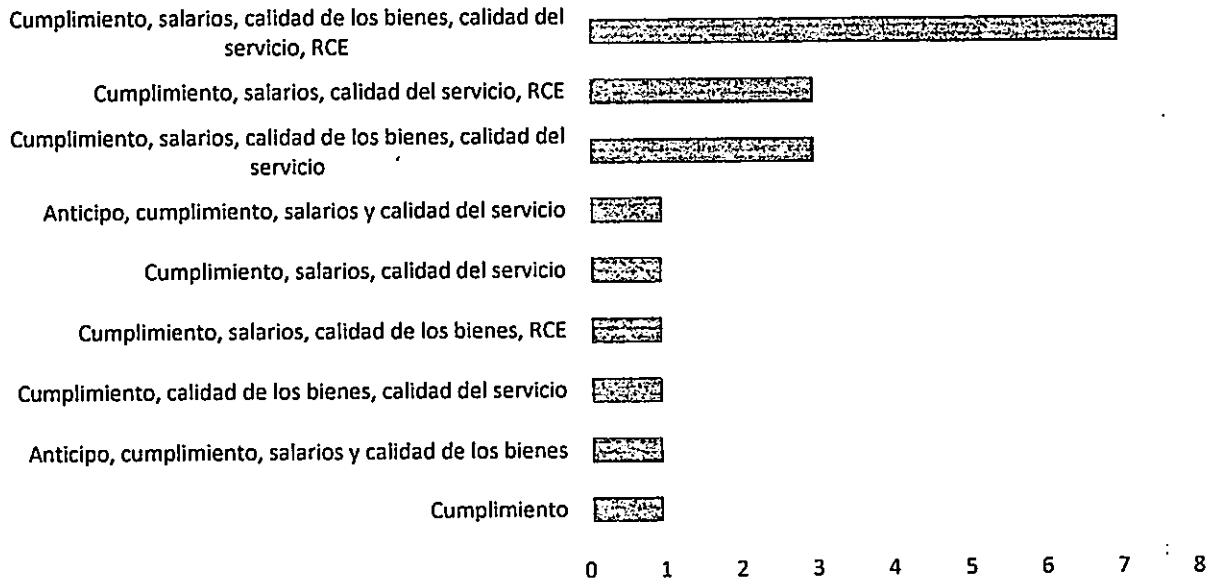 Cumplimiento, salarios, calidad de los bienes, calidad del
servicio, RCE
Cumplimiento, salarios, calidad del servicio, RCE
Cumplimiento, salarios, calidad de los bienes, calidad del
servicio
Anticipo, cumplimiento, salarios y calidad del servicio
Cumplimiento, salarios, calidad del servicio
Cumplimiento, salarios, calidad de los bienes, RCE
Cumplimiento, calidad de los bienes, calidad del servicio
Anticipo, cumplimiento, salarios y calidad de los bienes
Cumplimiento
0 1 2 3 4 5 6 7 8